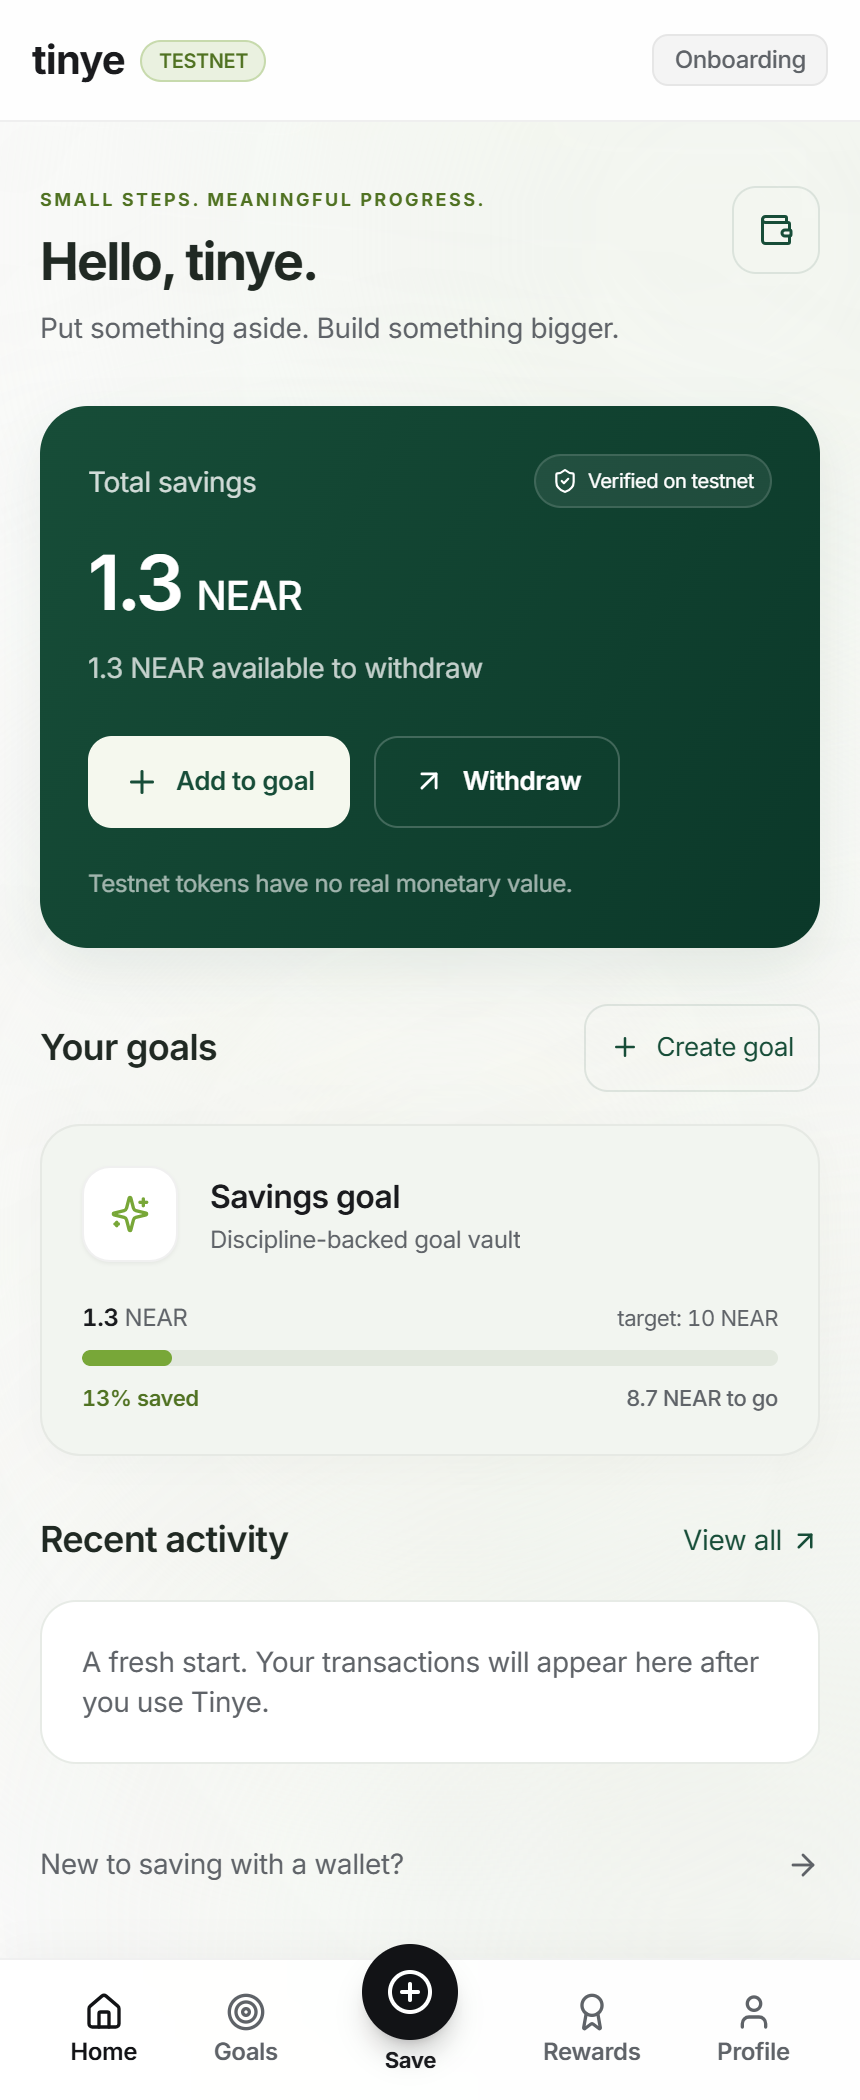 tinye
TESTNET
Onboarding
SMALL STEPS. MEANINGFUL PROGRESS.
Hello, tinye.
Put something aside. Build something bigger.
Total savings
Verified on testnet
1.3 NEAR
1.3 NEAR available to withdraw
Add to goal
Withdraw
Testnet tokens have no real monetary value.
Your goals
Create goal
Savings goal
Discipline-backed goal vault
1.3 NEAR
target: 10 NEAR
13% saved
8.7 NEAR to go
Recent activity
View all
A fresh start. Your transactions will appear here after
you use Tinye.
New to saving with a wallet?
Home
Goals
Save
Rewards
Profile